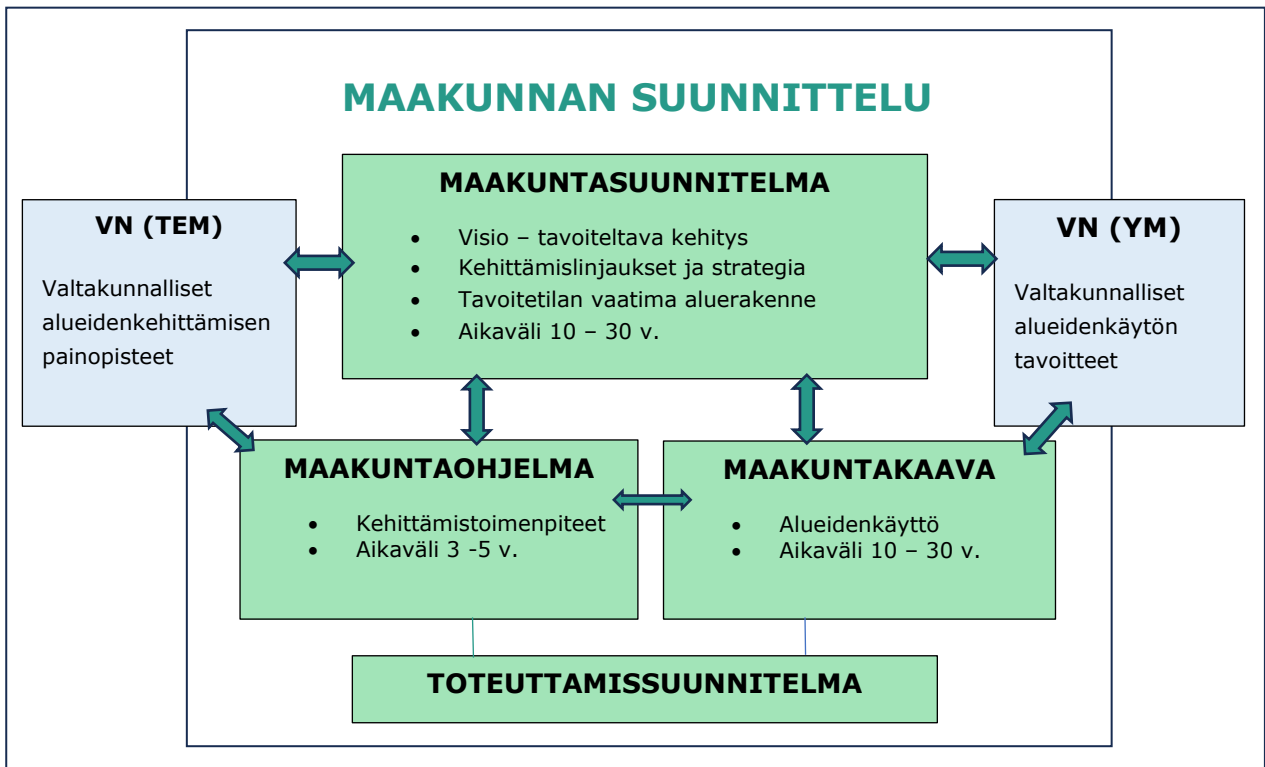 MAAKUNNAN SUUNNITTELU
MAAKUNTASUUNNITELMA
• Visio – tavoiteltava kehitys
• Kehittämislinjaukset ja strategia
• Tavoitetilan vaatima aluerakenne
• Aikaväli 10 – 30 v.
VN (TEM)
Valtakunnalliset
alueidenkehittämisen
painopisteet
VN (YM)
Valtakunnalliset
alueidenkäytön
tavoitteet
MAAKUNTAOHJELMA
• Kehittämistoimenpiteet
• Aikaväli 3 -5 v.
MAAKUNTAKAAVA
• Alueidenkäyttö
• Aikaväli 10 – 30 v.
TOTEUTTAMISSUUNNITELMA